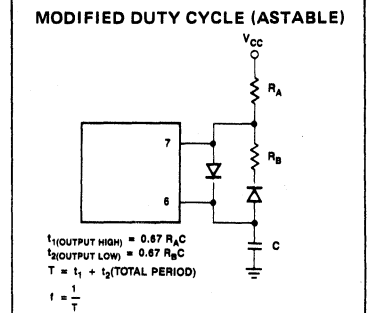 MODIFIED DUTY CYCLE (ASTABLE)
VCC
RA
7
RB
6
C
t1(OUTPUT HIGH) = 0.67 RAC
t2(OUTPUT LOW) = 0.67 RBC
T = t1 + t2(TOTAL PERIOD)
f = 1/T